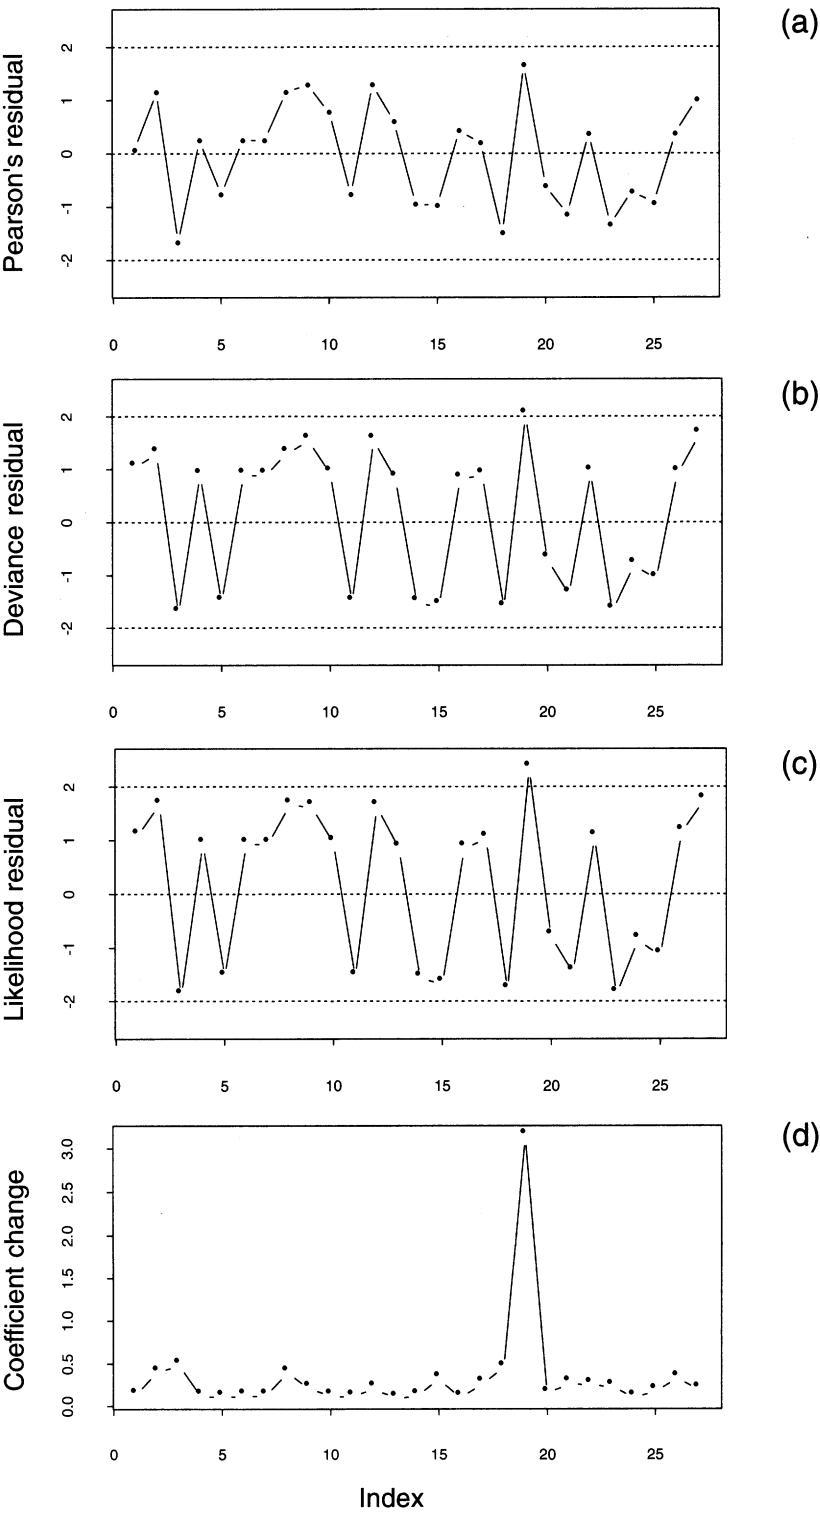 (a)
Pearson's residual
2
1
0
-1
-2
0 5 10 15 20 25
(b)
Deviance residual
2
1
0
-1
-2
0 5 10 15 20 25
(c)
Likelihood residual
2
1
0
-1
-2
0 5 10 15 20 25
(d)
Coefficient change
3.0
2.5
2.0
1.5
1.0
0.5
0.0
0 5 10 15 20 25
Index